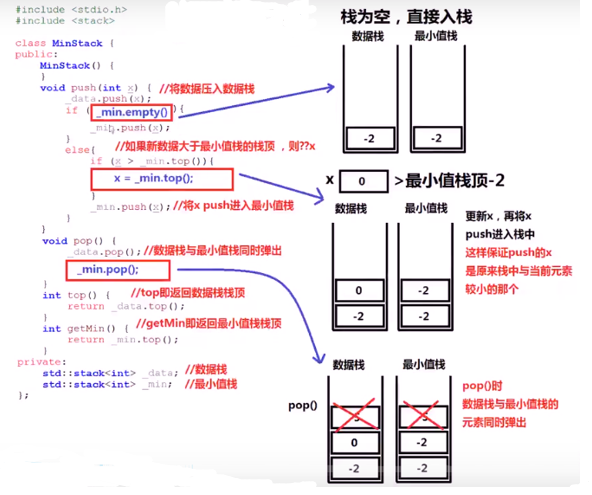 #include <stdio.h>
#include <stack>
class MinStack {
public:
MinStack() {
}
void push(int x) { //将数据压入数据栈
_data.push(x);
if (_min.empty()){
_min.push(x);
//如果新数据大于最小值栈的栈顶 ，则??x
}
else{
if (x > _min.top()){
x = _min.top();
}
_min.push(x); //将x push进入最小值栈
}
}
void pop() {
_data.pop(); //数据栈与最小值栈同时弹出
_min.pop();
}
int top() { //top即返回数据栈栈顶
return _data.top();
}
int getMin() { //getMin即返回最小值栈栈顶
return _min.top();
}
private:
std::stack<int> _data; //数据栈
std::stack<int> _min; //最小值栈
};
栈为空，直接入栈
数据栈 最小值栈
-2 -2
x 0 >最小值栈顶-2
数据栈 最小值栈
0 -2
-2 -2
更新x，再将x
push进入栈中
这样保证push的x
是原来栈中与当前元素
较小的那个
数据栈 最小值栈
pop()
0 -2
-2 -2
pop()时
数据栈与最小值栈的
元素同时弹出